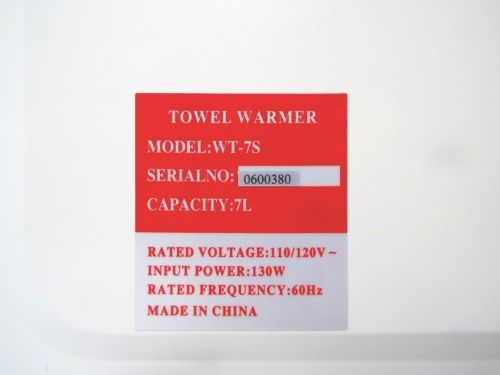 TOWEL WARMER
MODEL:WT-7S
SERIALNO: 0600380
CAPACITY:7L
RATED VOLTAGE:110/120V~
INPUT POWER:130W
RATED FREQUENCY:60Hz
MADE IN CHINA